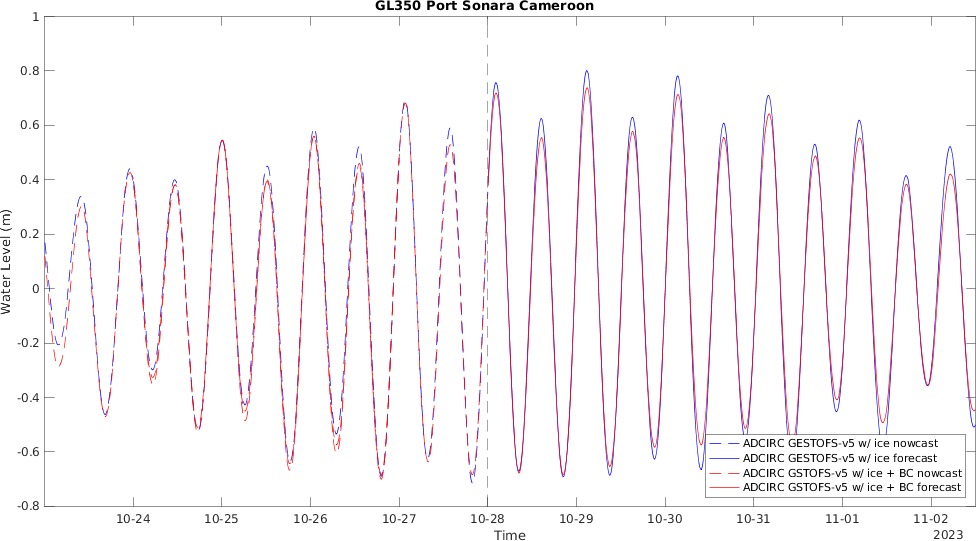 GL350 Port Sonara Cameroon
1
0.8
0.6
0.4
0.2
0
-0.2
-0.4
-0.6
-0.8
Water Level (m)
ADCIRC GESTOFS-v5 w/ ice nowcast
ADCIRC GESTOFS-v5 w/ ice forecast
ADCIRC GSTOFS-v5 w/ ice + BC nowcast
ADCIRC GSTOFS-v5 w/ ice + BC forecast
10-24 10-25 10-26 10-27 10-28 10-29 10-30 10-31 11-01 11-02
Time
2023